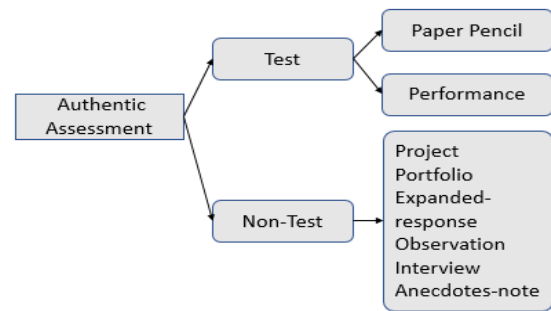 Authentic
Assessment
Test
Paper Pencil
Performance
Non-Test
Project
Portfolio
Expanded-
response
Observation
Interview
Anecdotes-note